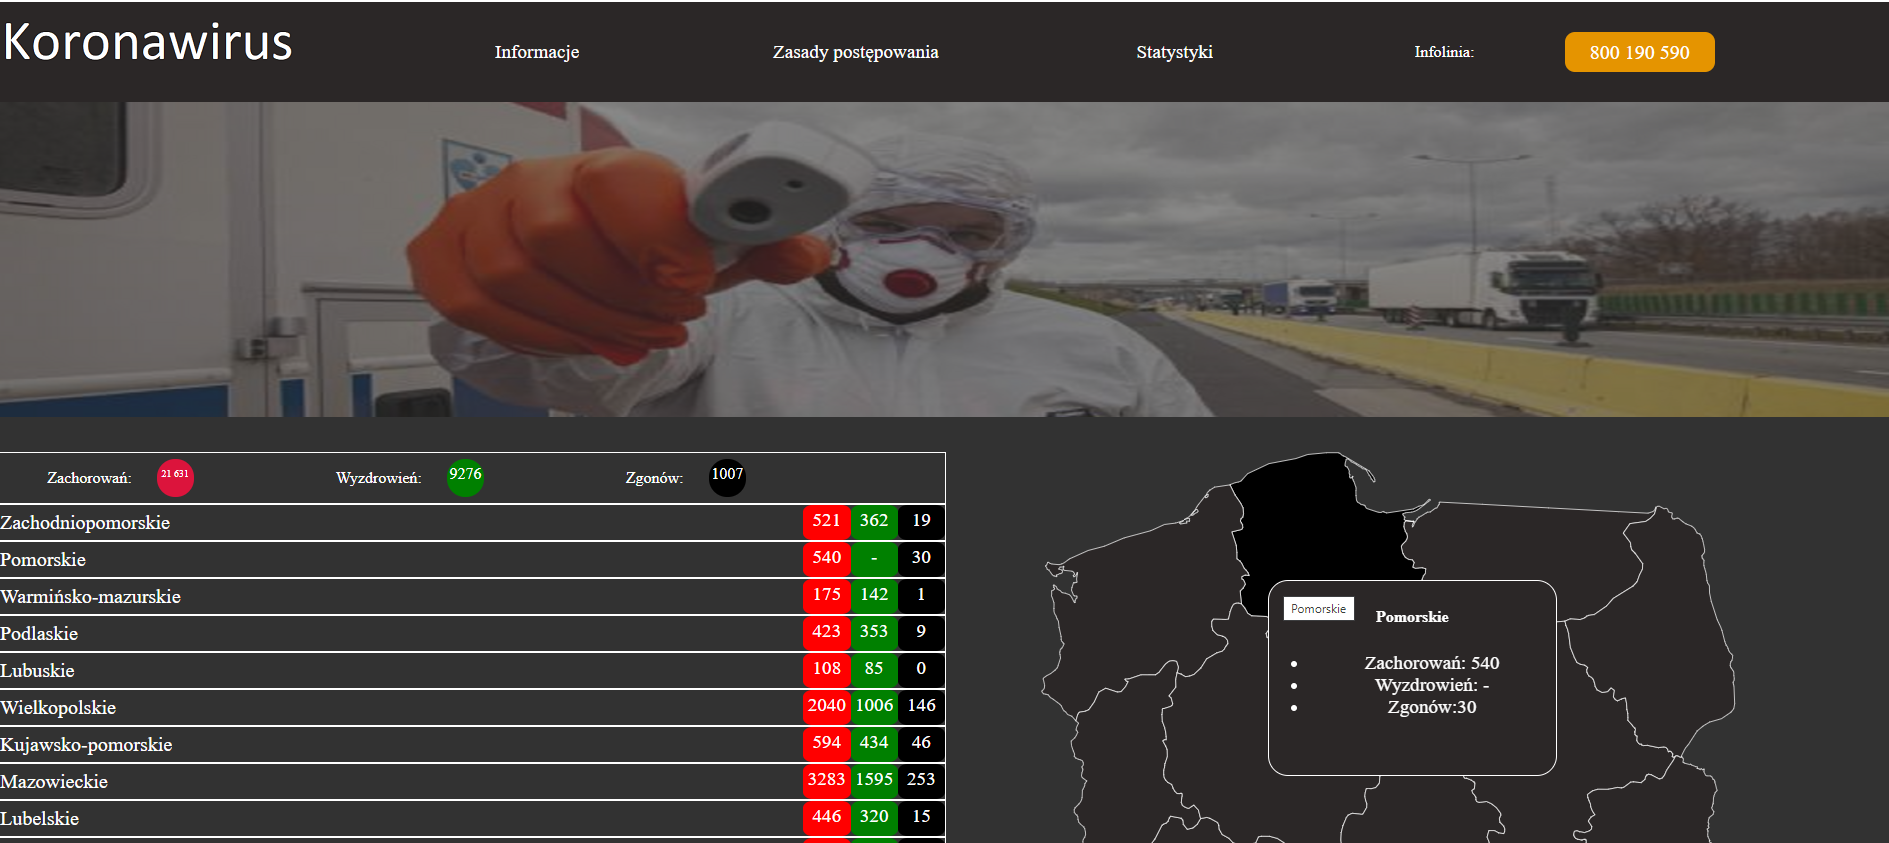 Koronawirus
Informacje
Zasady postępowania
Statystyki
Infolinia:
800 190 590
Zachorowań: 21 631
Wyzdrowień: 9276
Zgonów: 1007
Zachodniopomorskie 521 362 19
Pomorskie 540 - 30
Warmińsko-mazurskie 175 142 1
Podlaskie 423 353 9
Lubuskie 108 85 0
Wielkopolskie 2040 1006 146
Kujawsko-pomorskie 594 434 46
Mazowieckie 3283 1595 253
Lubelskie 446 320 15
Pomorskie
Pomorskie
Zachorowań: 540
Wyzdrowień: -
Zgonów:30